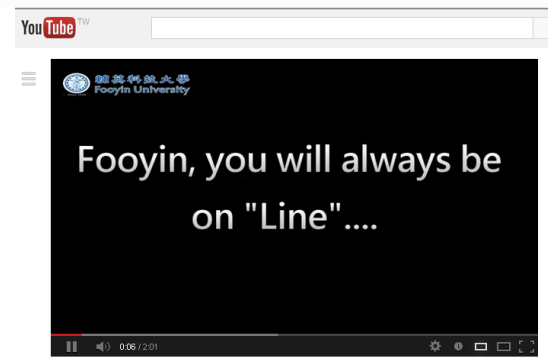 YouTube TW
輔英科技大學
Fooyin University
Fooyin, you will always be
on "Line"....
0:06 / 2:01